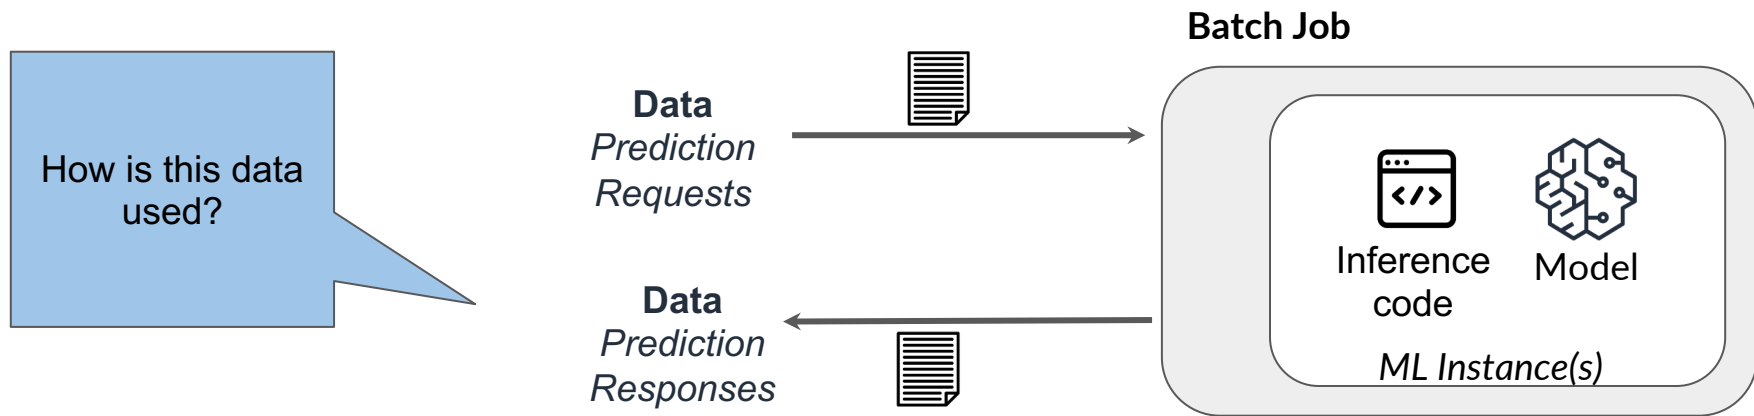 Batch Job
How is this data
used?
Data
Prediction
Requests
Data
Prediction
Responses
Inference
code
Model
ML Instance(s)